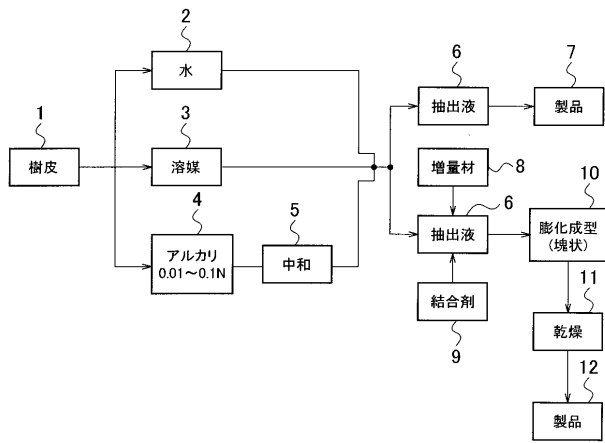 1
樹皮
2
水
3
溶媒
4
アルカリ
0.01～0.1N
5
中和
6
抽出液
7
製品
増量材
8
6
抽出液
結合剤
9
10
膨化成型
(塊状)
11
乾燥
12
製品